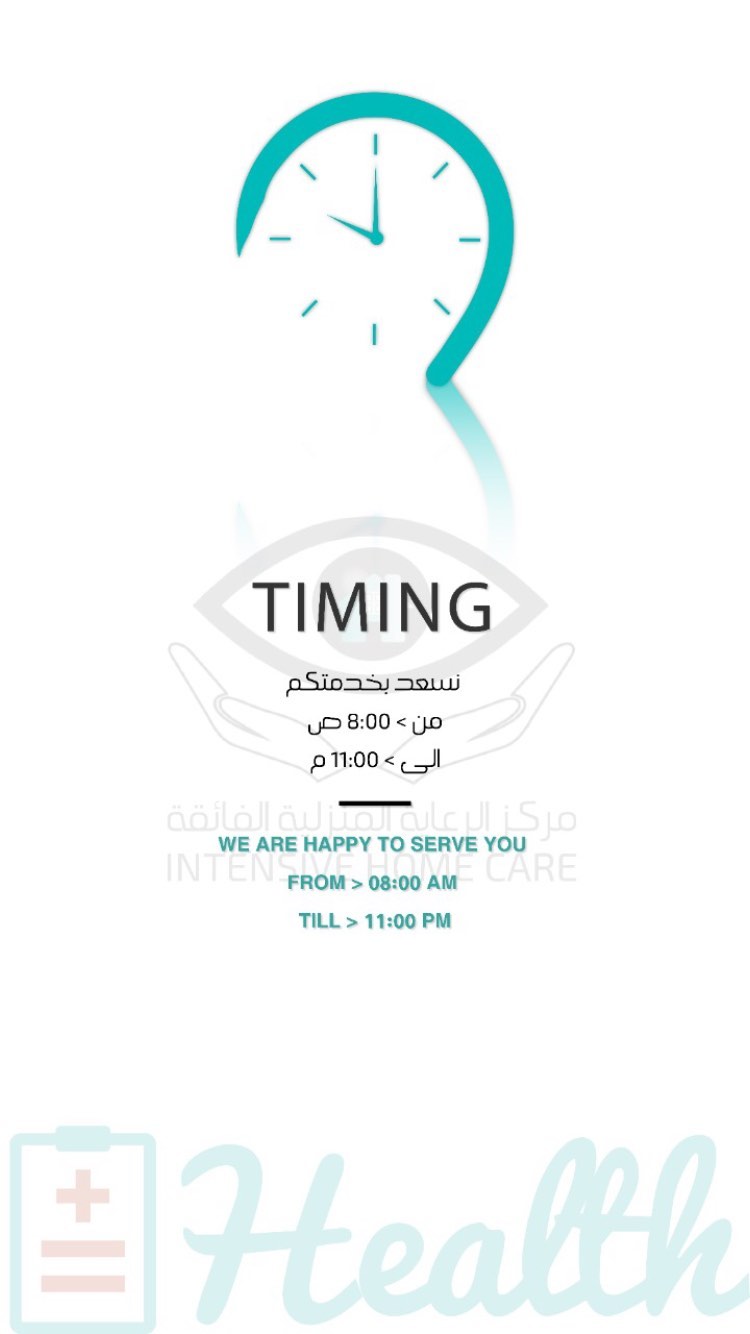 TIMING
نسعد بخدمتكم
من > 8:00 ص
الى > 11:00 م
مركز الرعاية المنزلية الفائقة
WE ARE HAPPY TO SERVE YOU
INTENSIVE HOME CARE
FROM > 08:00 AM
TILL > 11:00 PM
Health